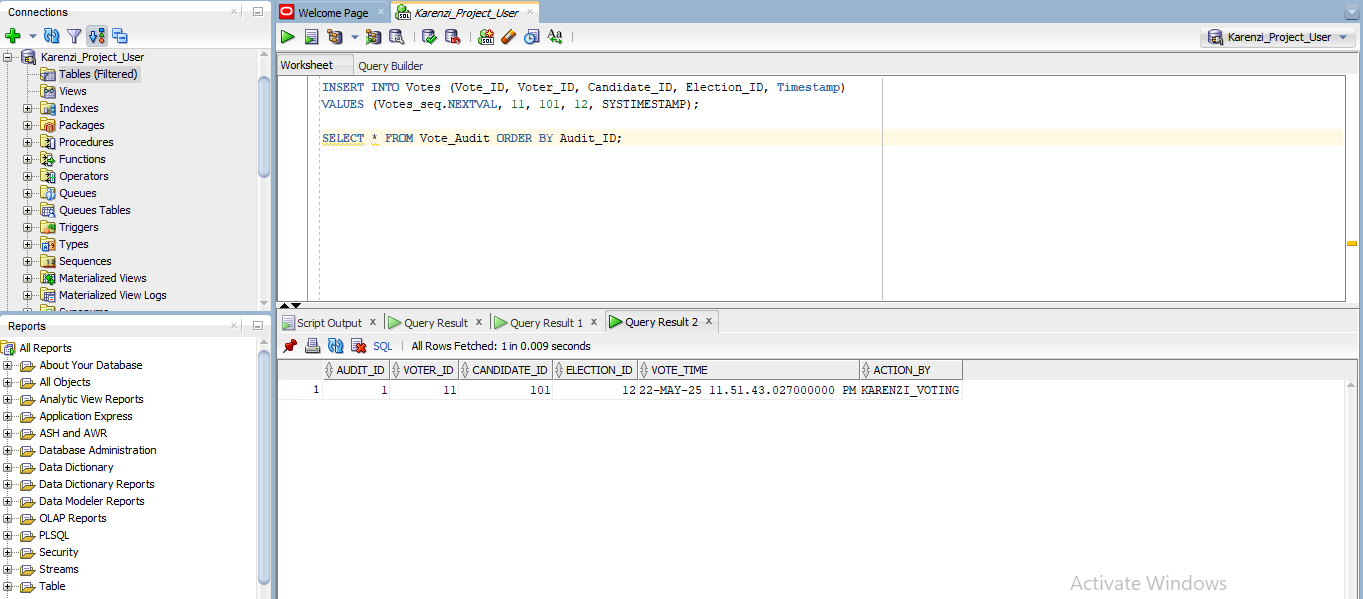 Connections
Karenzi_Project_User
Tables (Filtered)
Views
Indexes
Packages
Procedures
Functions
Operators
Queues
Queues Tables
Triggers
Types
Sequences
Materialized Views
Materialized View Logs
Reports
All Reports
About Your Database
All Objects
Analytic View Reports
Application Express
ASH and AWR
Database Administration
Data Dictionary
Data Dictionary Reports
Data Modeler Reports
OLAP Reports
PLSQL
Security
Streams
Table
Welcome Page
Karenzi_Project_User
Karenzi_Project_User
Worksheet Query Builder
INSERT INTO Votes (Vote_ID, Voter_ID, Candidate_ID, Election_ID, Timestamp)
VALUES (Votes_seq.NEXTVAL, 11, 101, 12, SYSTIMESTAMP);
SELECT * FROM Vote_Audit ORDER BY Audit_ID;
Script Output x Query Result x Query Result 1 x Query Result 2 x
SQL | All Rows Fetched: 1 in 0.009 seconds
AUDIT_ID VOTER_ID CANDIDATE_ID ELECTION_ID VOTE_TIME ACTION_BY
1 1 11 101 12 22-MAY-25 11.51.43.027000000 PM KARENZI_VOTING
Activate Windows